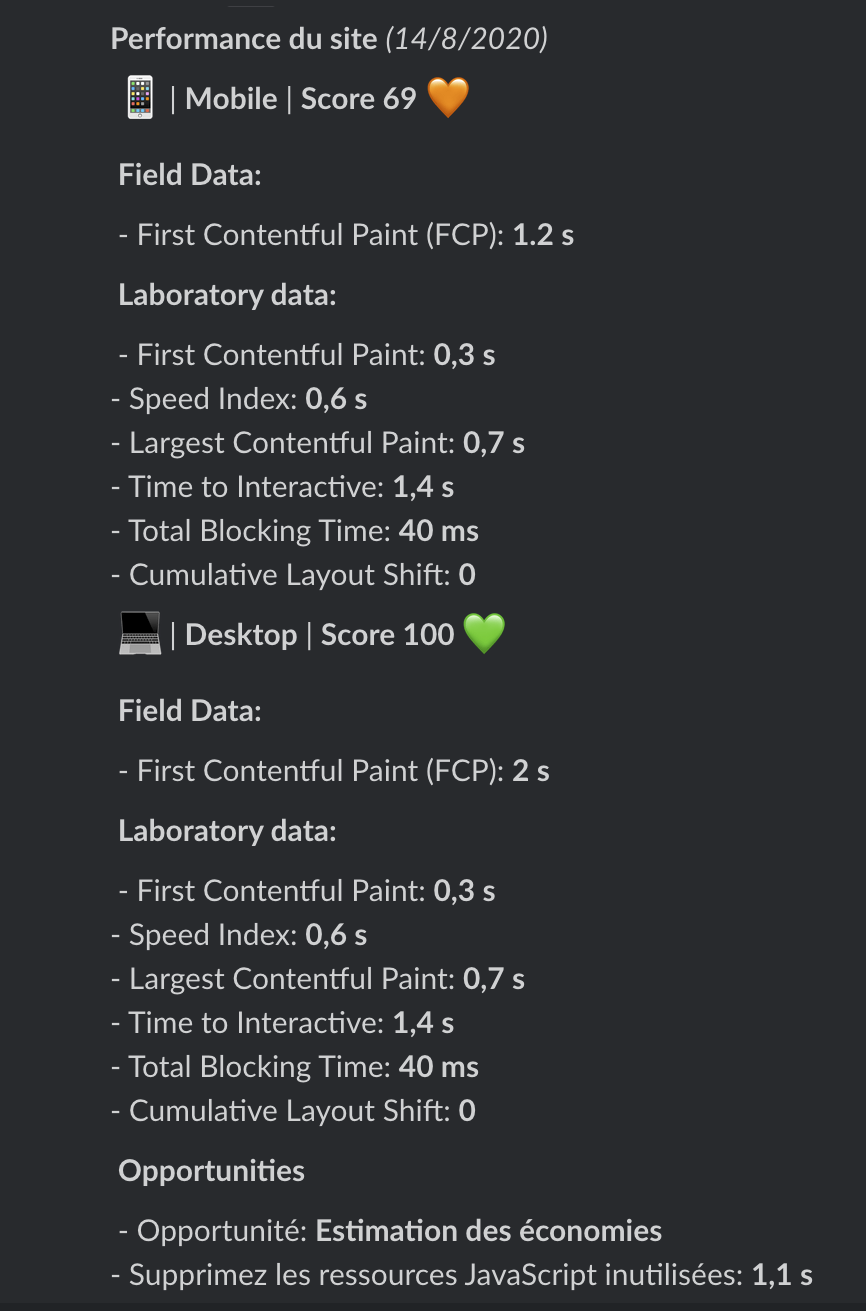 Performance du site (14/8/2020)
📱 | Mobile | Score 69 🧡
Field Data:
- First Contentful Paint (FCP): 1.2 s
Laboratory data:
- First Contentful Paint: 0,3 s
- Speed Index: 0,6 s
- Largest Contentful Paint: 0,7 s
- Time to Interactive: 1,4 s
- Total Blocking Time: 40 ms
- Cumulative Layout Shift: 0
💻 | Desktop | Score 100 💚
Field Data:
- First Contentful Paint (FCP): 2 s
Laboratory data:
- First Contentful Paint: 0,3 s
- Speed Index: 0,6 s
- Largest Contentful Paint: 0,7 s
- Time to Interactive: 1,4 s
- Total Blocking Time: 40 ms
- Cumulative Layout Shift: 0
Opportunities
- Opportunité: Estimation des économies
- Supprimez les ressources JavaScript inutilisées: 1,1 s